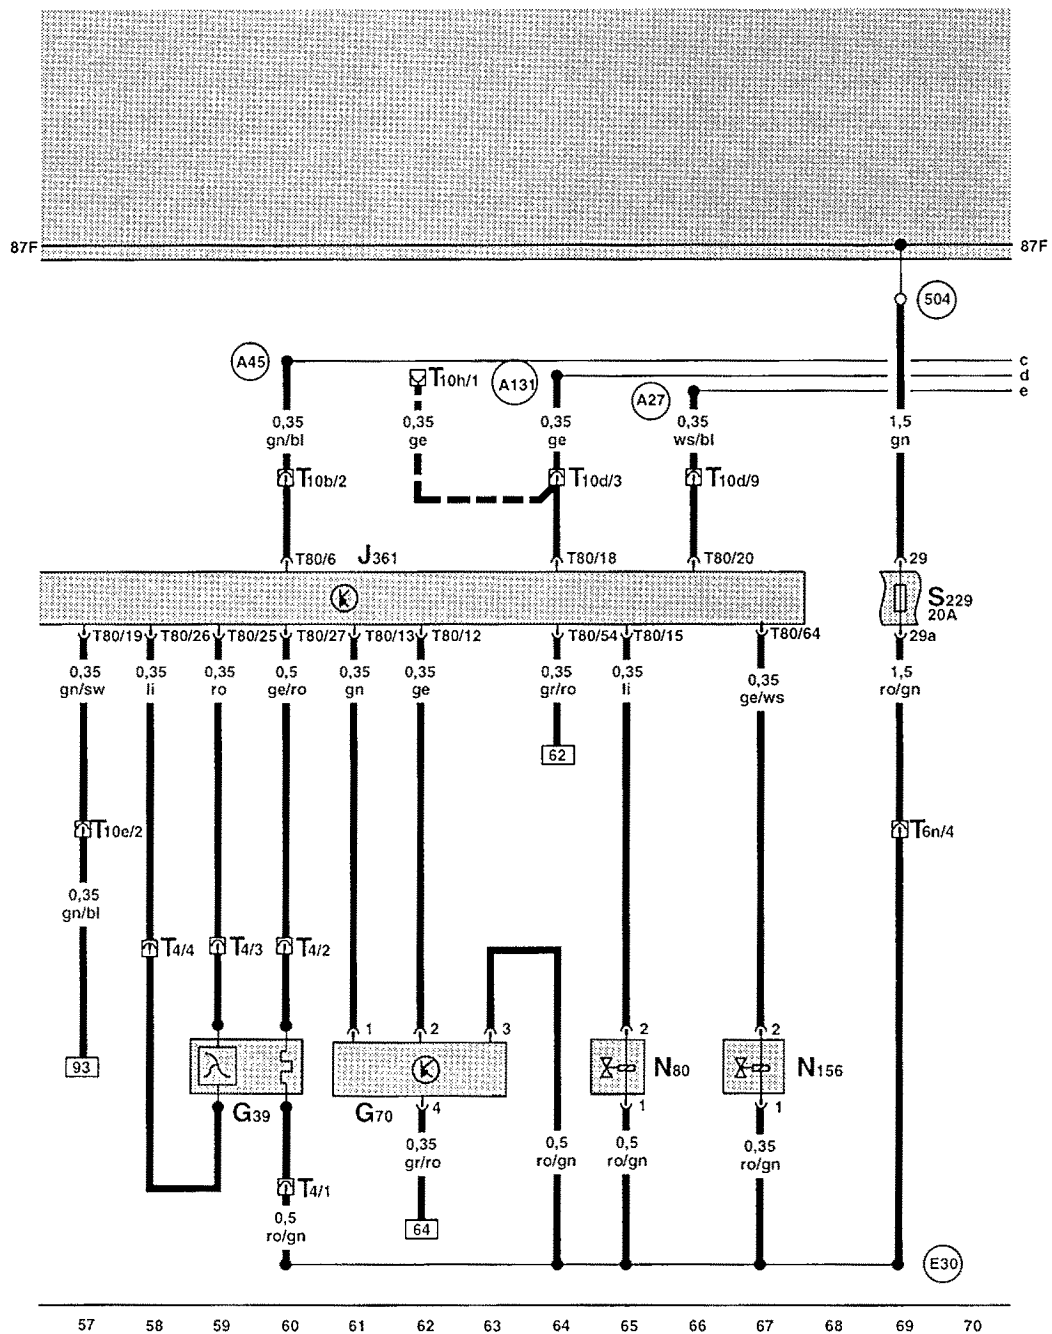 87F 87F
504
A45 c
T10h/1 A131 d
A27 e
0,35 0,35 0,35 0,35 1,5
gn/bl ge ge ws/bl gn
T10b/2 T10d/3 T10d/9
T80/6 J361 T80/18 T80/20 29
S229
20A
T80/19 T80/26 T80/25 T80/27 T80/13 T80/12 T80/54 T80/15 T80/64 29a
0,35 0,35 0,35 0,5 0,35 0,35 0,35 0,35 0,35 1,5
gn/sw li ro ge/ro gn ge gr/ro li ge/ws ro/gn
62
T10e/2 T6n/4
0,35
gn/bl
T4/4 T4/3 T4/2
1 2 3 2 2
93 N80 N156
G39 G70 4 1 1
0,35 0,5 0,5 0,35
gr/ro ro/gn ro/gn ro/gn
T4/1
0,5 64
ro/gn
E30
57 58 59 60 61 62 63 64 65 66 67 68 69 70